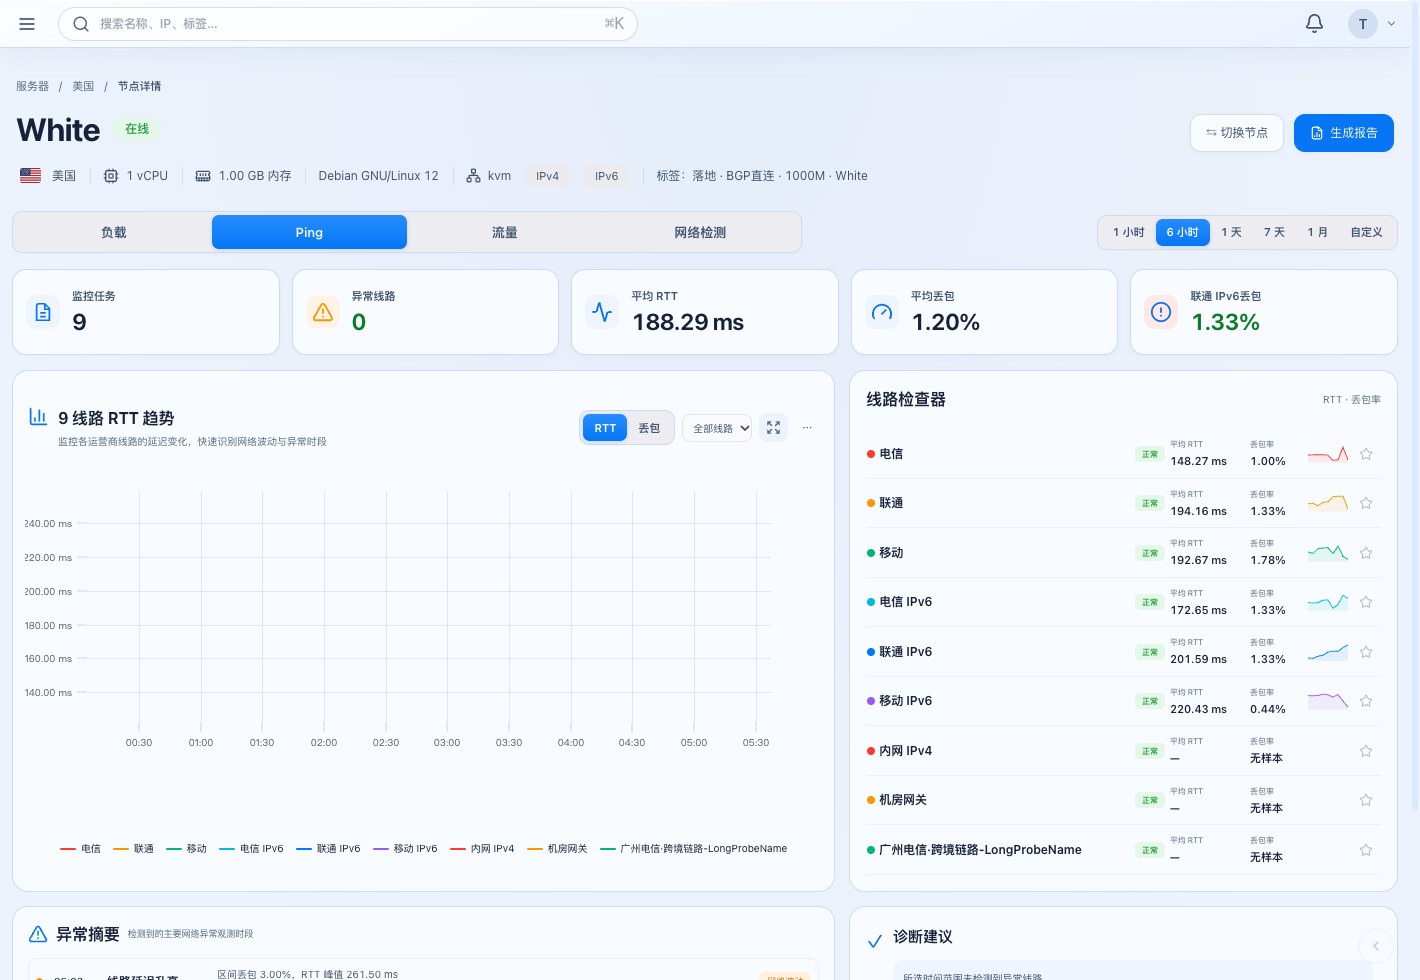 搜索名称、IP、标签... ⌘K T
服务器 / 美国 / 节点详情
White 在线
切换节点 生成报告
美国 1 vCPU 1.00 GB 内存 Debian GNU/Linux 12 kvm IPv4 IPv6 标签：落地 · BGP直连 · 1000M · White
负载 Ping 流量 网络检测
1 小时 6 小时 1 天 7 天 1 月 自定义
监控任务
9
异常线路
0
平均 RTT
188.29 ms
平均丢包
1.20%
联通 IPv6丢包
1.33%
9 线路 RTT 趋势
监控各运营商线路的延迟变化，快速识别网络波动与异常时段
RTT 丢包 全部线路 ...
240.00 ms
220.00 ms
200.00 ms
180.00 ms
160.00 ms
140.00 ms
00:30 01:00 01:30 02:00 02:30 03:00 03:30 04:00 04:30 05:00 05:30
电信 联通 移动 电信 IPv6 联通 IPv6 移动 IPv6 内网 IPv4 机房网关 广州电信·跨境链路-LongProbeName
线路检查器 RTT · 丢包率
电信 正常 平均 RTT 148.27 ms 丢包率 1.00%
联通 正常 平均 RTT 194.16 ms 丢包率 1.33%
移动 正常 平均 RTT 192.67 ms 丢包率 1.78%
电信 IPv6 正常 平均 RTT 172.65 ms 丢包率 1.33%
联通 IPv6 正常 平均 RTT 201.59 ms 丢包率 1.33%
移动 IPv6 正常 平均 RTT 220.43 ms 丢包率 0.44%
内网 IPv4 正常 平均 RTT — 丢包率 无样本
机房网关 正常 平均 RTT — 丢包率 无样本
广州电信·跨境链路-LongProbeName 正常 平均 RTT — 丢包率 无样本
异常摘要 检测到的主要网络异常观测时段
区间丢包 3.00%，RTT 峰值 261.50 ms
诊断建议
所选时间范围未检测到异常线路